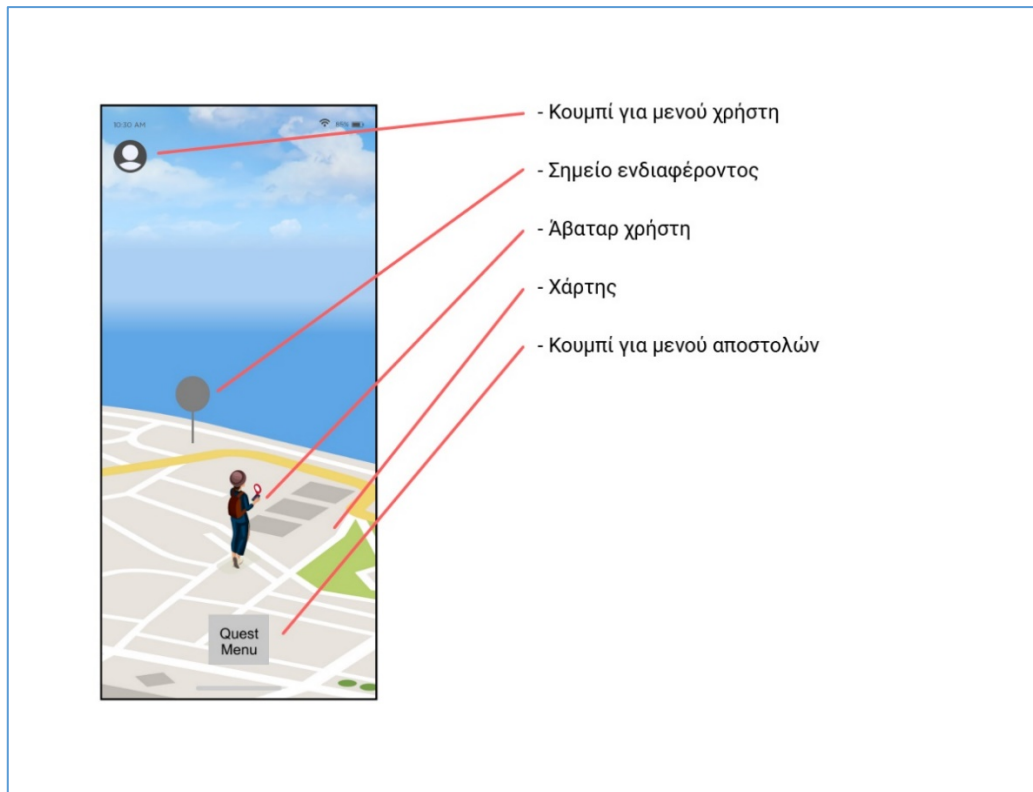 10:30 AM
- Κουμπί για μενού χρήστη
- Σημείο ενδιαφέροντος
- Άβαταρ χρήστη
- Χάρτης
- Κουμπί για μενού αποστολών
Quest
Menu